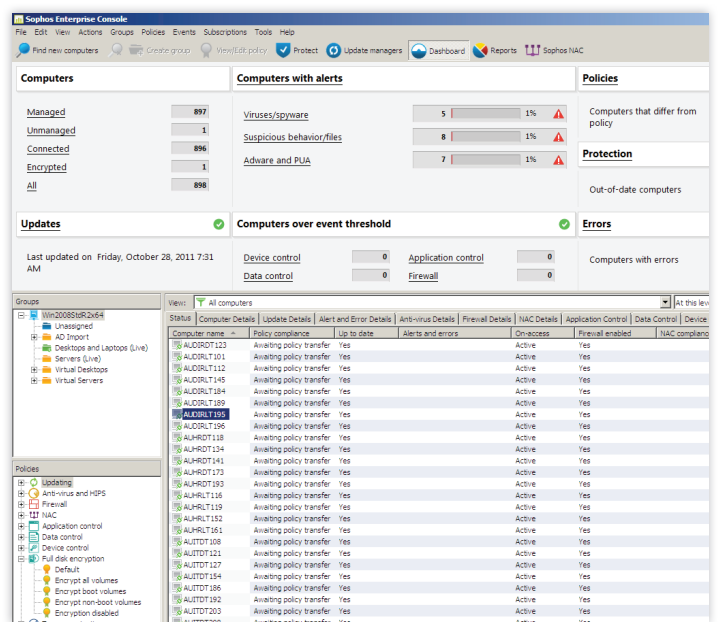 Sophos Enterprise Console
File Edit View Actions Groups Policies Events Subscriptions Tools Help
Find new computers Create group View/Edit policy Protect Update managers Dashboard Reports Sophos NAC
Computers
Managed 897
Unmanaged 1
Connected 896
Encrypted 1
All 898
Computers with alerts
Viruses/spyware 5 1%
Suspicious behavior/files 8 1%
Adware and PUA 7 1%
Policies
Computers that differ from
policy
Protection
Out-of-date computers
Updates
Last updated on Friday, October 28, 2011 7:31
AM
Computers over event threshold
Device control 0 Application control 0
Data control 0 Firewall 0
Errors
Computers with errors
Groups
Win2008StdR2x64
Unassigned
AD Import
Desktops and Laptops (Live)
Servers (Live)
Virtual Desktops
Virtual Servers
Policies
Updating
Anti-virus and HIPS
Firewall
NAC
Application control
Data control
Device control
Full disk encryption
Default
Encrypt all volumes
Encrypt boot volumes
Encrypt non-boot volumes
Encryption disabled
View: All computers At this lev
Status Computer Details Update Details Alert and Error Details Anti-virus Details Firewall Details NAC Details Application Control Data Control Device
Computer name Policy compliance Up to date Alerts and errors On-access Firewall enabled NAC complianc
AUDIRDT123 Awaiting policy transfer Yes Active Yes
AUDIRLT101 Awaiting policy transfer Yes Active Yes
AUDIRLT112 Awaiting policy transfer Yes Active Yes
AUDIRLT145 Awaiting policy transfer Yes Active Yes
AUDIRLT184 Awaiting policy transfer Yes Active Yes
AUDIRLT189 Awaiting policy transfer Yes Active Yes
AUDIRLT195 Awaiting policy transfer Yes Active Yes
AUDIRLT196 Awaiting policy transfer Yes Active Yes
AUHRDT118 Awaiting policy transfer Yes Active Yes
AUHRDT134 Awaiting policy transfer Yes Active Yes
AUHRDT141 Awaiting policy transfer Yes Active Yes
AUHRDT173 Awaiting policy transfer Yes Active Yes
AUHRDT193 Awaiting policy transfer Yes Active Yes
AUHRLT116 Awaiting policy transfer Yes Active Yes
AUHRLT119 Awaiting policy transfer Yes Active Yes
AUHRLT152 Awaiting policy transfer Yes Active Yes
AUHRLT161 Awaiting policy transfer Yes Active Yes
AUITDT108 Awaiting policy transfer Yes Active Yes
AUITDT121 Awaiting policy transfer Yes Active Yes
AUITDT127 Awaiting policy transfer Yes Active Yes
AUITDT154 Awaiting policy transfer Yes Active Yes
AUITDT186 Awaiting policy transfer Yes Active Yes
AUITDT192 Awaiting policy transfer Yes Active Yes
AUITDT203 Awaiting policy transfer Yes Active Yes